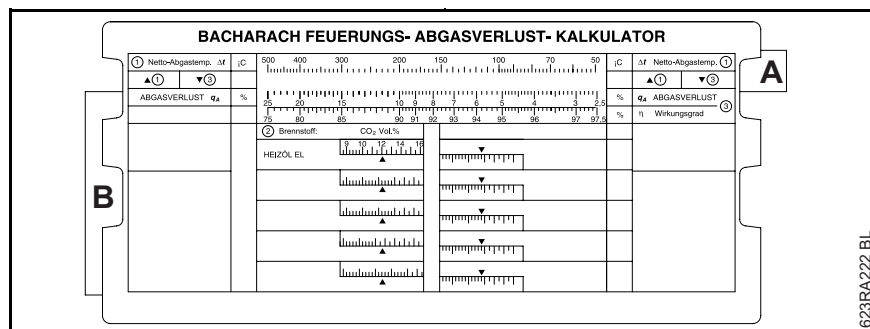 BACHARACH FEUERUNGS- ABGASVERLUST- KALKULATOR
① Netto-Abgastemp. Δt ¡C 500 400 300 200 150 100 70 50 ¡C Δt Netto-Abgastemp. ①
▲① ▼③ ▲① ▼③
A
ABGASVERLUST qA % 25 20 15 10 9 8 7 6 5 4 3 2,5 % qA ABGASVERLUST ③
75 80 85 90 91 92 93 94 95 96 97 97,5 % η Wirkungsgrad
② Brennstoff: CO₂ Vol.%
HEIZÖL EL 9 10 12 14 16
B
623RA222 BL